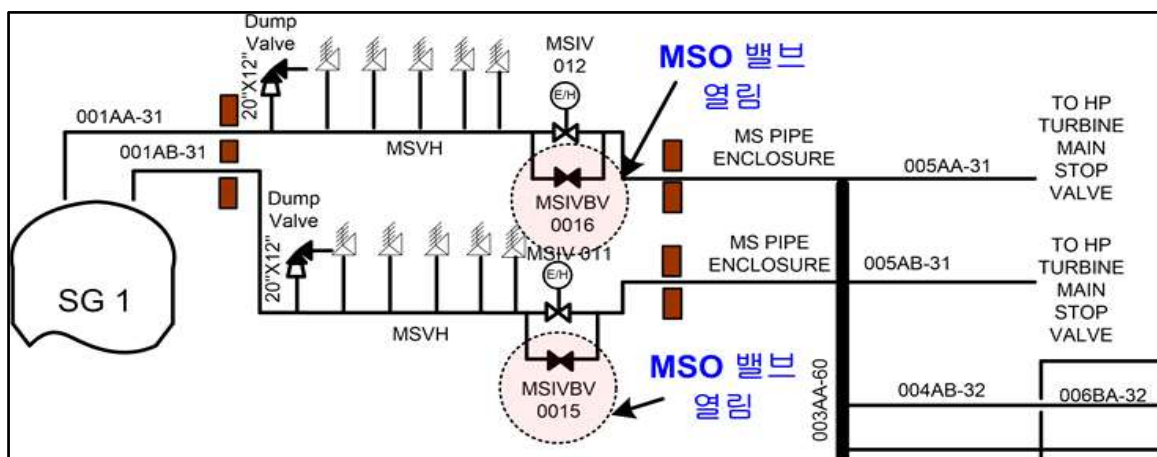 Dump
Valve
20"X12"
MSIV
012
E/H
MSO 밸브
열림
001AA-31
001AB-31
MSVH
MS PIPE
ENCLOSURE
005AA-31
TO HP
TURBINE
MAIN
STOP
VALVE
MSIVBV
0016
Dump
Valve
20"X12"
MSIV 011
E/H
MS PIPE
ENCLOSURE
005AB-31
TO HP
TURBINE
MAIN
STOP
VALVE
SG 1
MSVH
MSIVBV
0015
MSO 밸브
열림
003AA-60
004AB-32
006BA-32